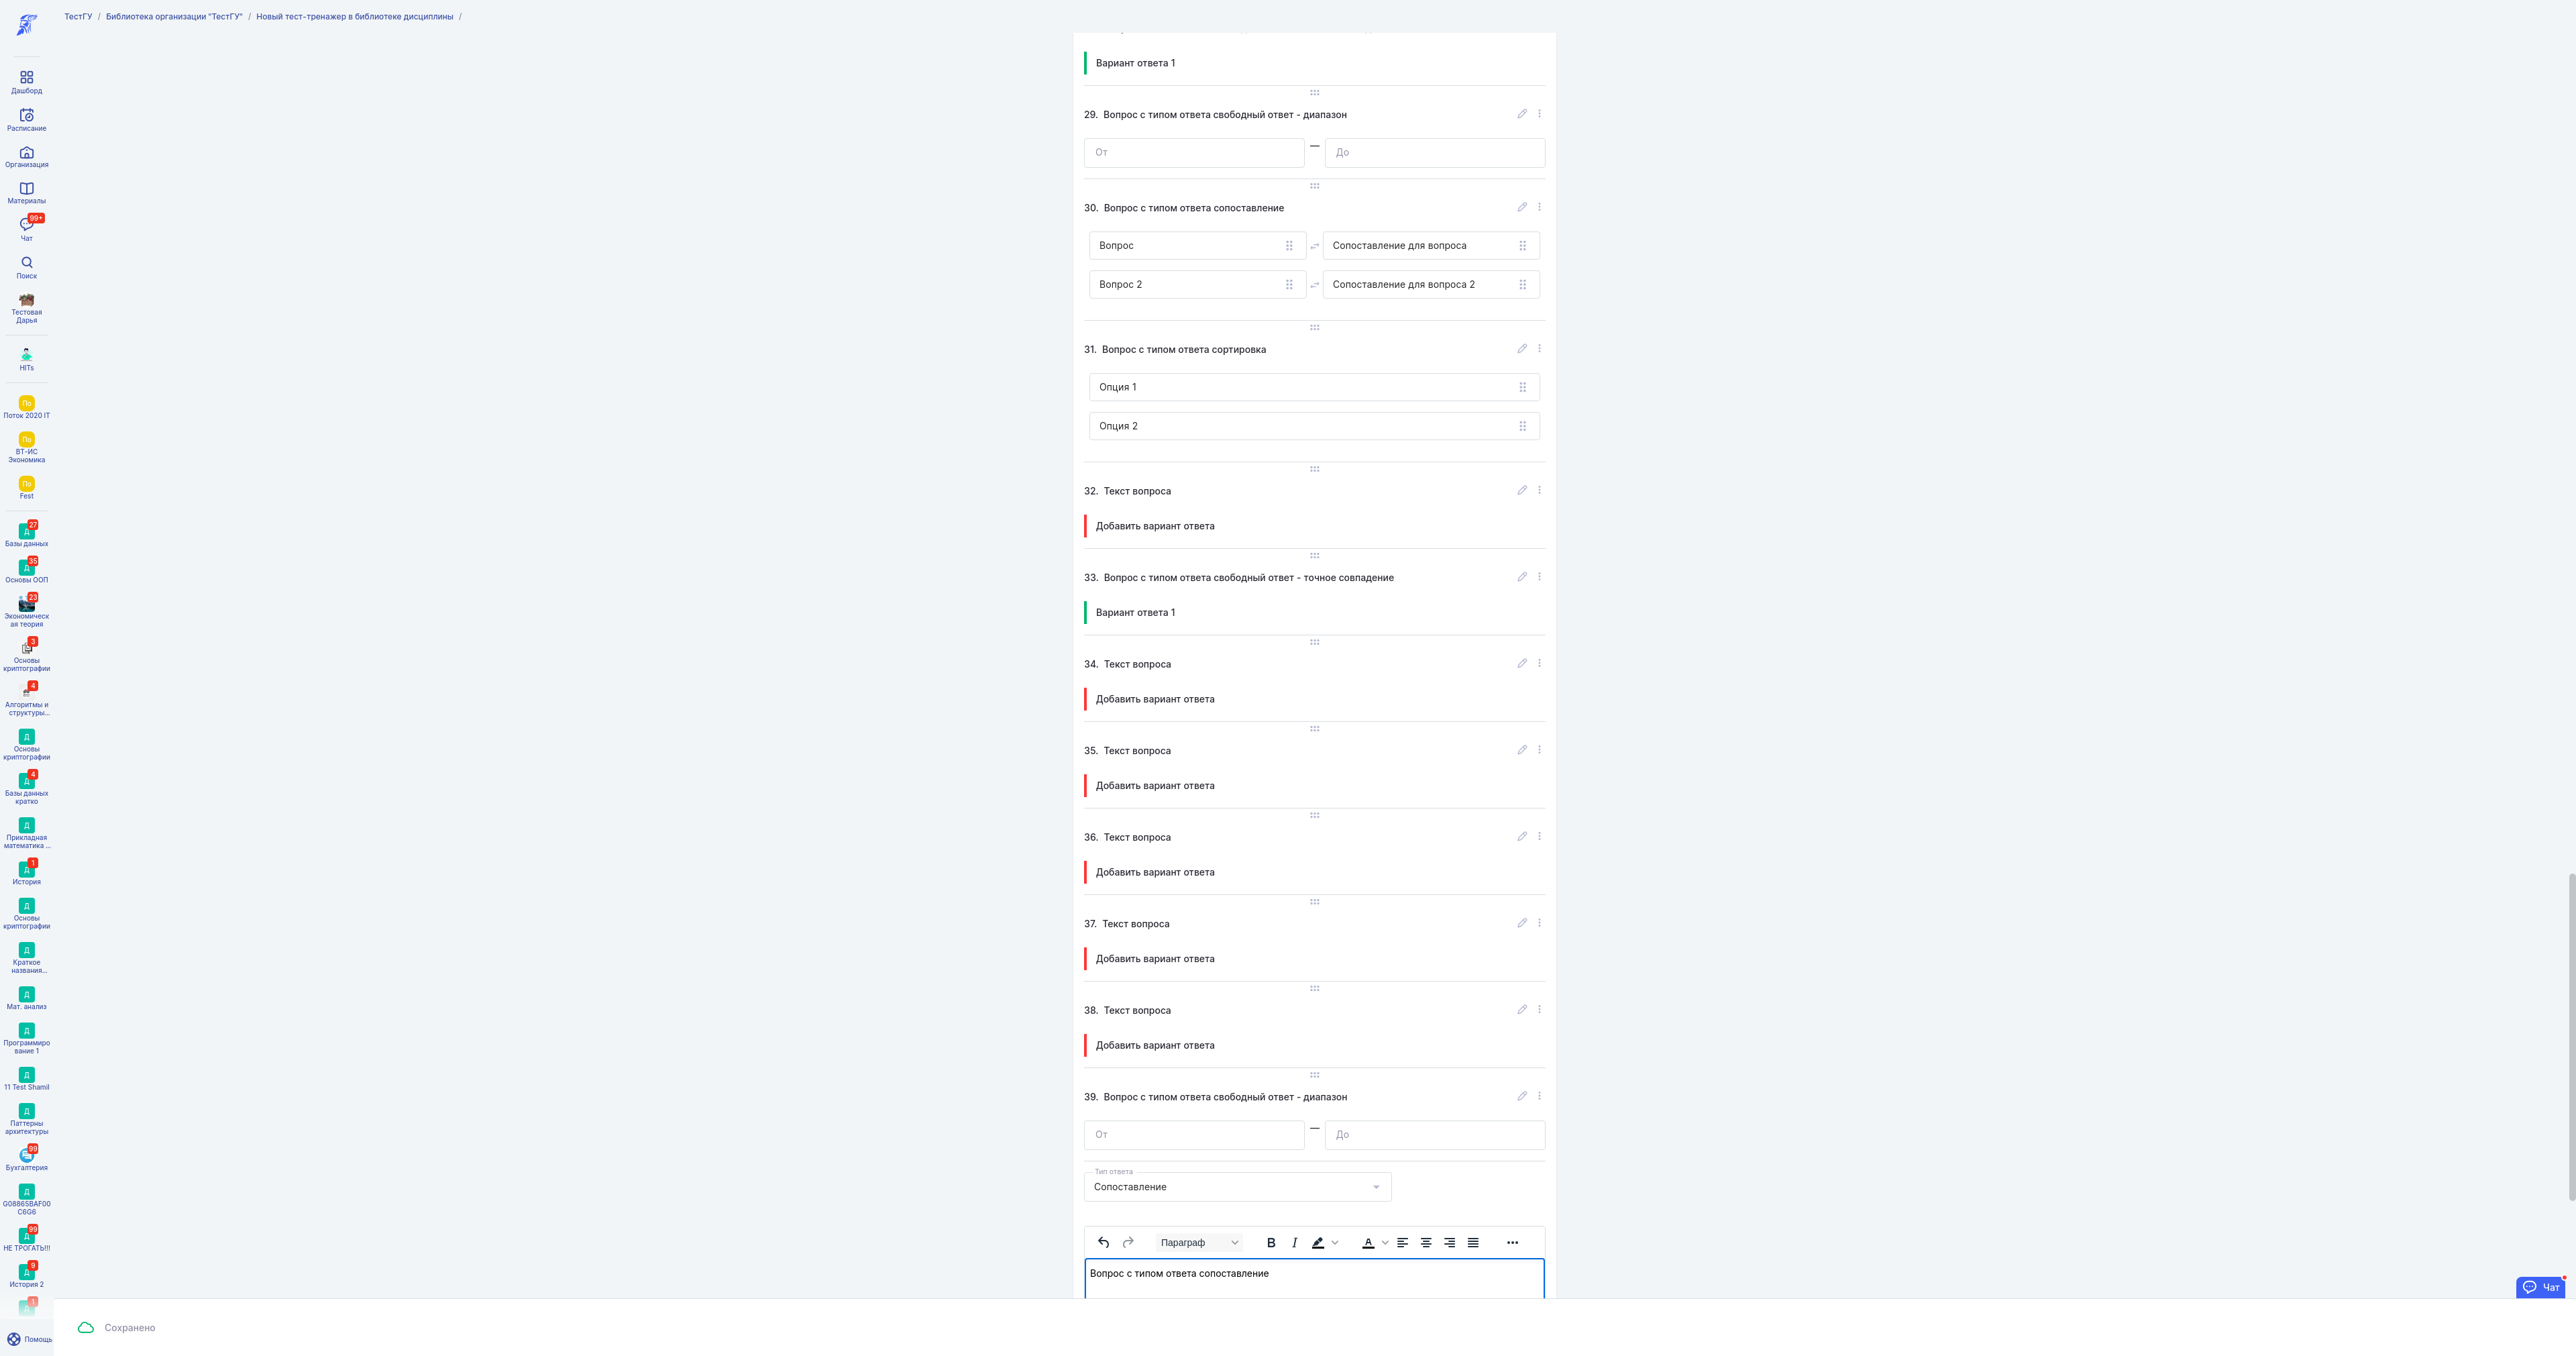 ТестГУ / Библиотека организации "ТестГУ" / Новый тест-тренажер в библиотеке дисциплины /
Дашборд
Расписание
Организация
Материалы
99+
Чат
Поиск
Тестовая
Дарья
HITs
По
Поток 2020 IT
По
ВТ-ИС
Экономика
По
Fest
27
Д
Базы данных
35
Д
Основы ООП
23
Экономическ
ая теория
3
Основы
криптографии
4
Алгоритмы и
структуры...
Д
Основы
криптографии
4
Д
Базы данных
кратко
Д
Прикладная
математика ...
1
Д
История
Д
Основы
криптографии
Д
Краткое
названия...
Д
Мат. анализ
Д
Программиро
вание 1
Д
11 Test Shamil
Д
Паттерны
архитектуры
99
Бухгалтерия
Д
G08865BAF00
C6G6
99
Д
НЕ ТРОГАТЬ!!!
9
Д
История 2
1
Д
Помощь
Вариант ответа 1
29. Вопрос с типом ответа свободный ответ - диапазон
От — До
30. Вопрос с типом ответа сопоставление
Вопрос Сопоставление для вопроса
Вопрос 2 Сопоставление для вопроса 2
31. Вопрос с типом ответа сортировка
Опция 1
Опция 2
32. Текст вопроса
Добавить вариант ответа
33. Вопрос с типом ответа свободный ответ - точное совпадение
Вариант ответа 1
34. Текст вопроса
Добавить вариант ответа
35. Текст вопроса
Добавить вариант ответа
36. Текст вопроса
Добавить вариант ответа
37. Текст вопроса
Добавить вариант ответа
38. Текст вопроса
Добавить вариант ответа
39. Вопрос с типом ответа свободный ответ - диапазон
От — До
Тип ответа
Сопоставление
Параграф B I A
Вопрос с типом ответа сопоставление
Чат
Сохранено